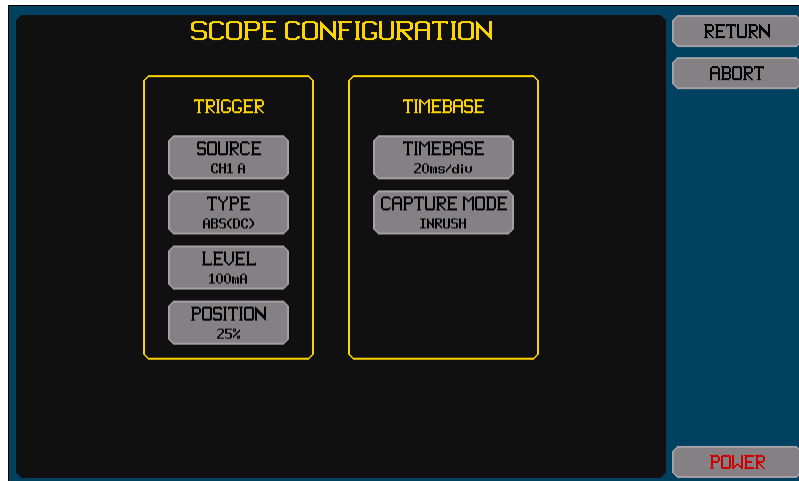 SCOPE CONFIGURATION
RETURN
ABORT
TRIGGER
SOURCE
CH1 A
TYPE
ABS(DC)
LEVEL
100mA
POSITION
25%
TIMEBASE
TIMEBASE
20ms/div
CAPTURE MODE
INRUSH
POWER